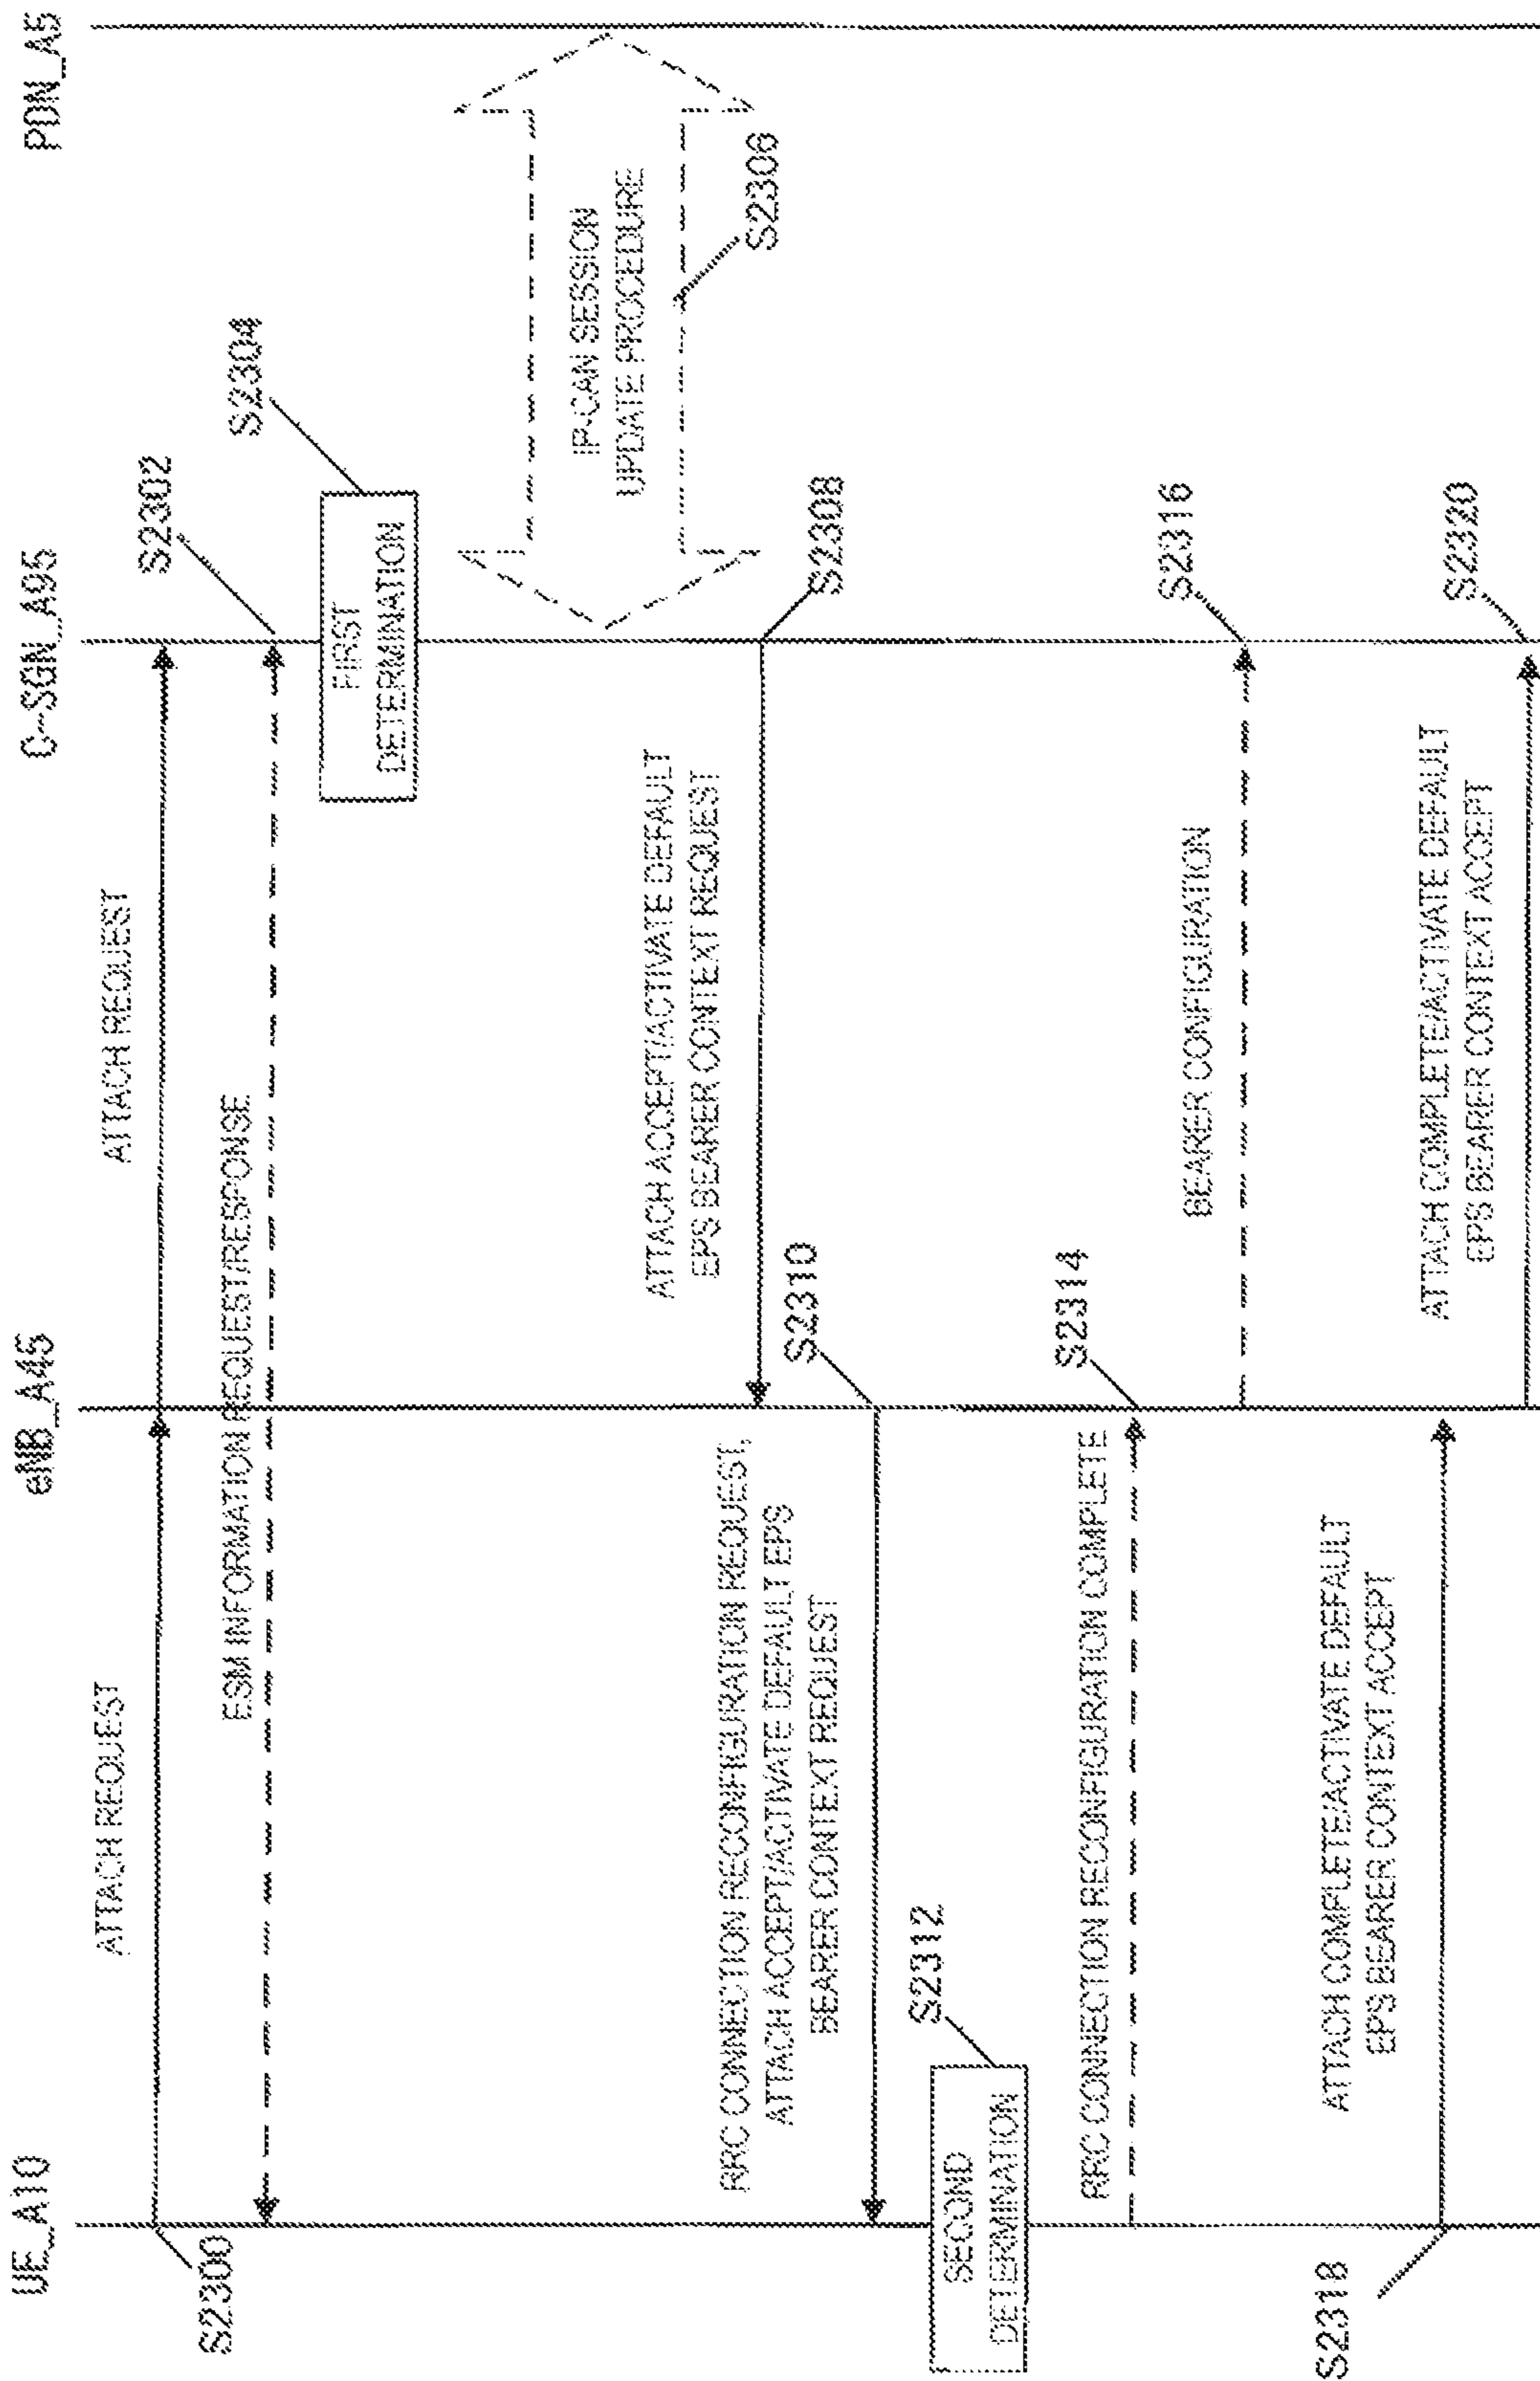 UE_A10
eNB_A45
C-SGN_A95
PDN_A5
S2300
ATTACH REQUEST
ATTACH REQUEST
S2302
ESM INFORMATION REQUEST/RESPONSE
S2304
FIRST
DETERMINATION
IP-CAN SESSION
UPDATE PROCEDURE
S2306
S2308
ATTACH ACCEPT/ACTIVATE DEFAULT
EPS BEARER CONTEXT REQUEST
S2310
RRC CONNECTION RECONFIGURATION REQUEST,
ATTACH ACCEPT/ACTIVATE DEFAULT EPS
BEARER CONTEXT REQUEST
S2312
SECOND
DETERMINATION
S2314
RRC CONNECTION RECONFIGURATION COMPLETE
S2316
BEARER CONFIGURATION
S2318
ATTACH COMPLETE/ACTIVATE DEFAULT
EPS BEARER CONTEXT ACCEPT
S2320
ATTACH COMPLETE/ACTIVATE DEFAULT
EPS BEARER CONTEXT ACCEPT